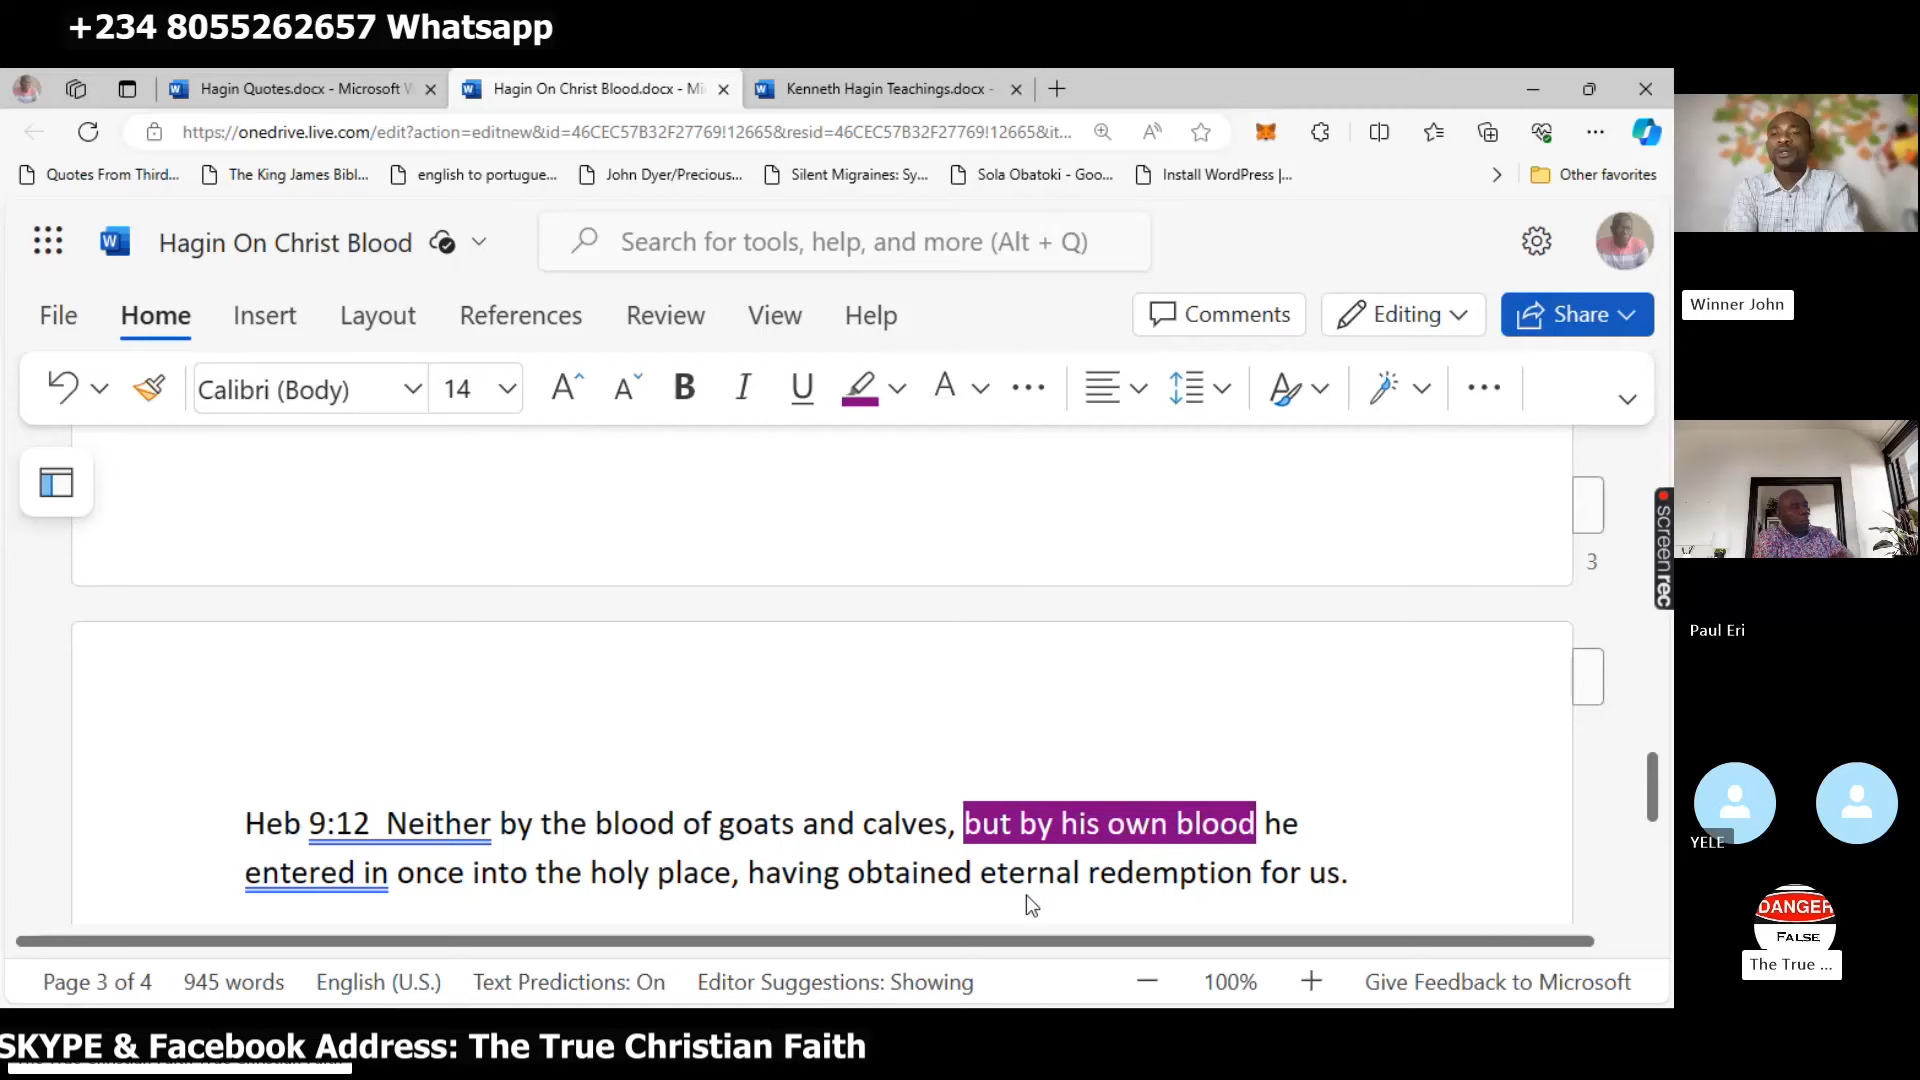 +234 8055262657 Whatsapp
Hagin Quotes.docx - Microsoft W
Hagin On Christ Blood.docx - Mi
Kenneth Hagin Teachings.docx -
https://onedrive.live.com/edit?action=editnew&id=46CEC57B32F27769!12665&resid=46CEC57B32F27769!12665&it...
Quotes From Third...
The King James Bibl...
english to portugue...
John Dyer/Precious...
Silent Migraines: Sy...
Sola Obatoki - Goo...
Install WordPress |...
Other favorites
Hagin On Christ Blood
Search for tools, help, and more (Alt + Q)
File Home Insert Layout References Review View Help
Comments
Editing
Share
Winner John
Calibri (Body)
14
3
screenrec
Paul Eri
Heb 9:12 Neither by the blood of goats and calves, but by his own blood he
entered in once into the holy place, having obtained eternal redemption for us.
YELE
DANGER
FALSE
The True ...
Page 3 of 4
945 words
English (U.S.)
Text Predictions: On
Editor Suggestions: Showing
100%
Give Feedback to Microsoft
SKYPE & Facebook Address: The True Christian Faith